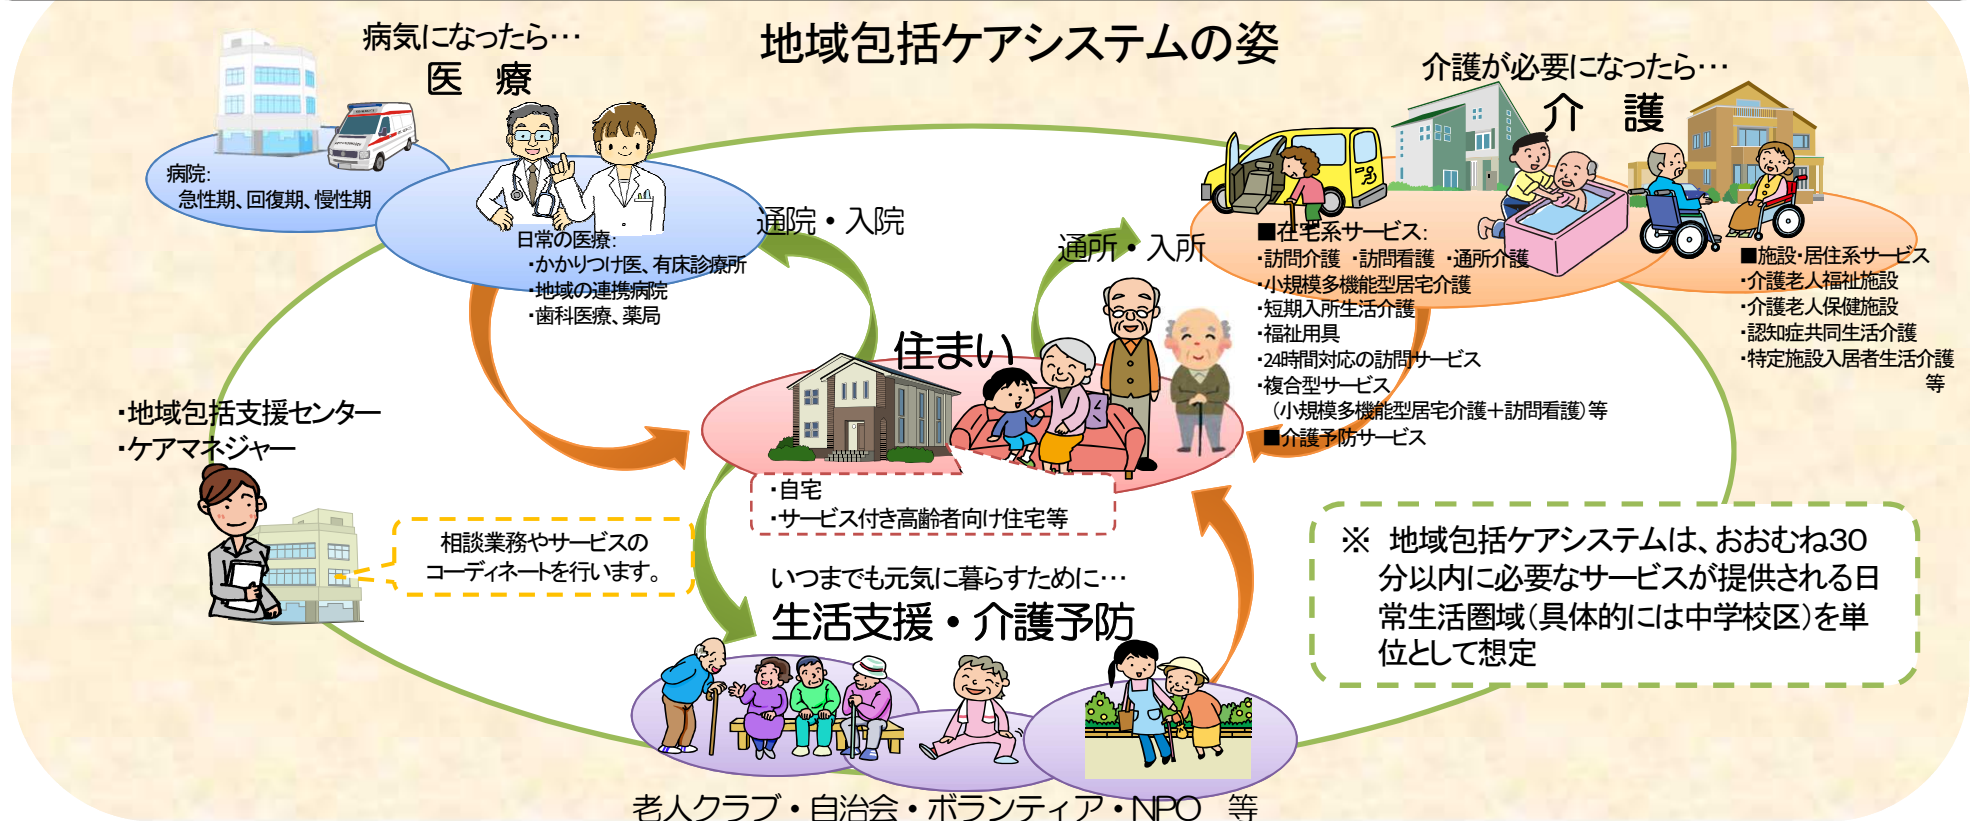 地域包括ケアシステムの姿
病気になったら…
医　療
病院:
急性期、回復期、慢性期
日常の医療:
・かかりつけ医、有床診療所
・地域の連携病院
・歯科医療、薬局
通院・入院
通所・入所
介護が必要になったら…
介　護
■在宅系サービス:
・訪問介護　・訪問看護　・通所介護
・小規模多機能型居宅介護
・短期入所生活介護
・福祉用具
・24時間対応の訪問サービス
・複合型サービス
（小規模多機能型居宅介護＋訪問看護）等
■介護予防サービス
■施設・居住系サービス
・介護老人福祉施設
・介護老人保健施設
・認知症共同生活介護
・特定施設入居者生活介護
等
住まい
・自宅
・サービス付き高齢者向け住宅等
・地域包括支援センター
・ケアマネジャー
相談業務やサービスの
コーディネートを行います。
いつまでも元気に暮らすために…
生活支援・介護予防
老人クラブ・自治会・ボランティア・NPO　等
※　地域包括ケアシステムは、おおむね30
分以内に必要なサービスが提供される日
常生活圏域（具体的には中学校区）を単
位として想定